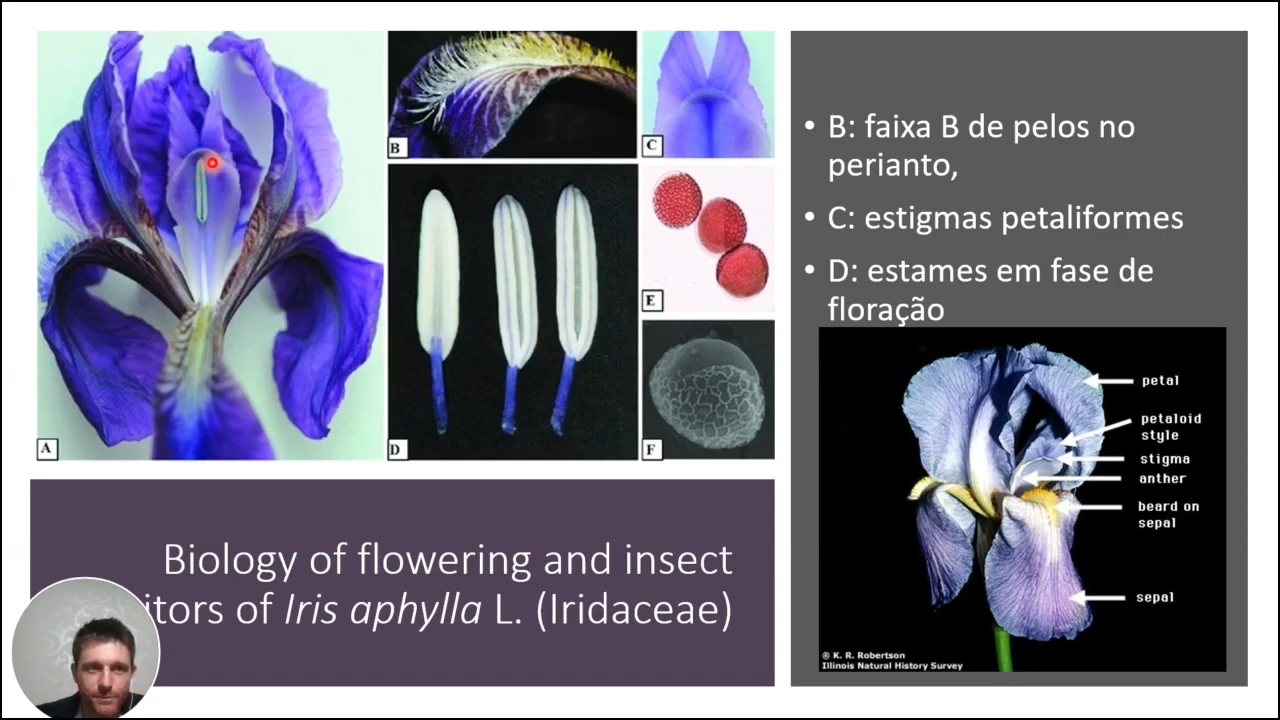 A
B
C
D
E
F
• B: faixa B de pelos no
perianto,
• C: estigmas petaliformes
• D: estames em fase de
floração
petal
petaloid
style
stigma
anther
beard on
sepal
sepal
© K. R. Robertson
Illinois Natural History Survey
Biology of flowering and insect
itors of Iris aphylla L. (Iridaceae)